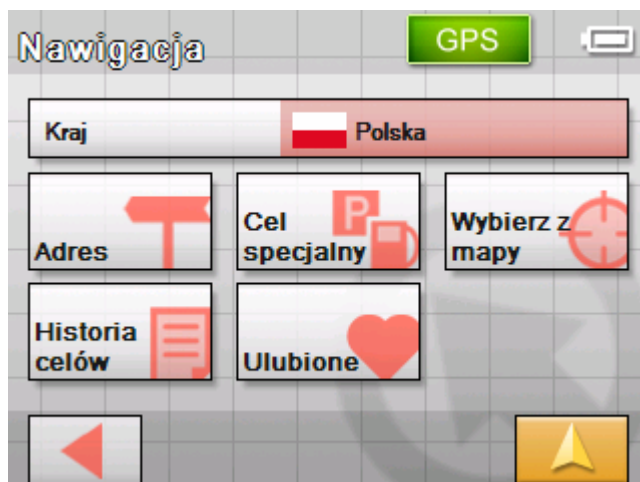 Nawigacja
GPS
Kraj
Polska
Adres
P
Cel
specjalny
Wybierz z
mapy
Historia
celów
Ulubione